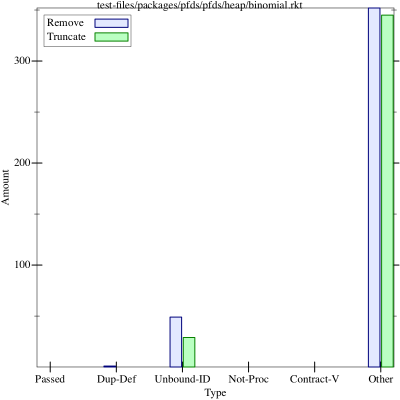 test-files/packages/pfds/pfds/heap/binomial.rkt
Remove
Truncate
300
200
100
Amount
Passed Dup-Def Unbound-ID Not-Proc Contract-V Other
Type